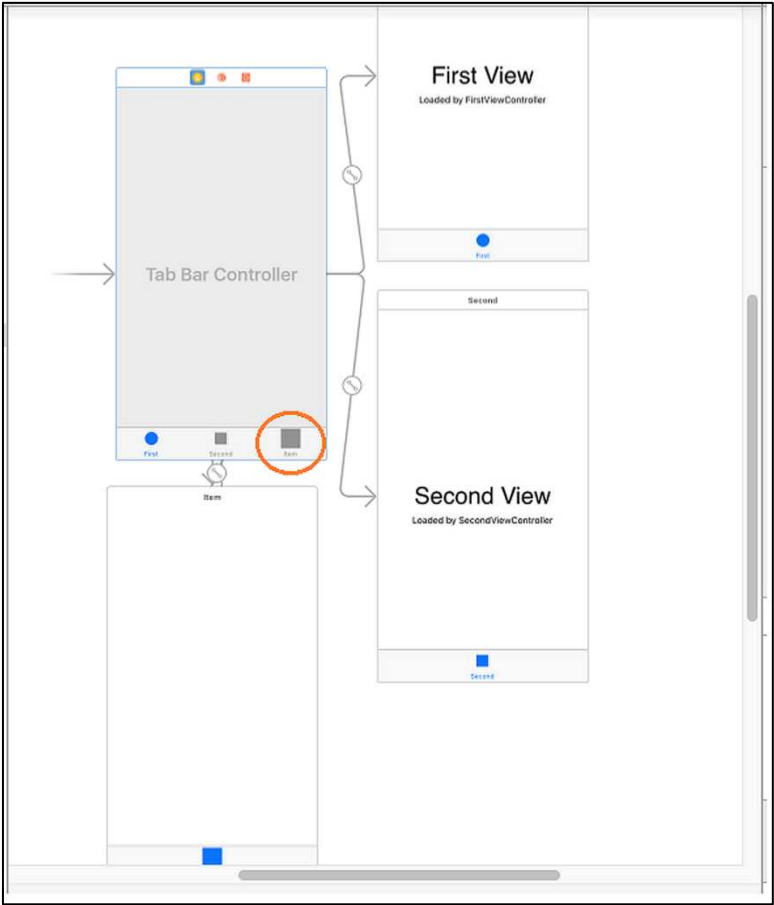 First View
Loaded by FirstViewController
First
Tab Bar Controller
First
Second
Item
Second
Second View
Loaded by SecondViewController
Second
Item